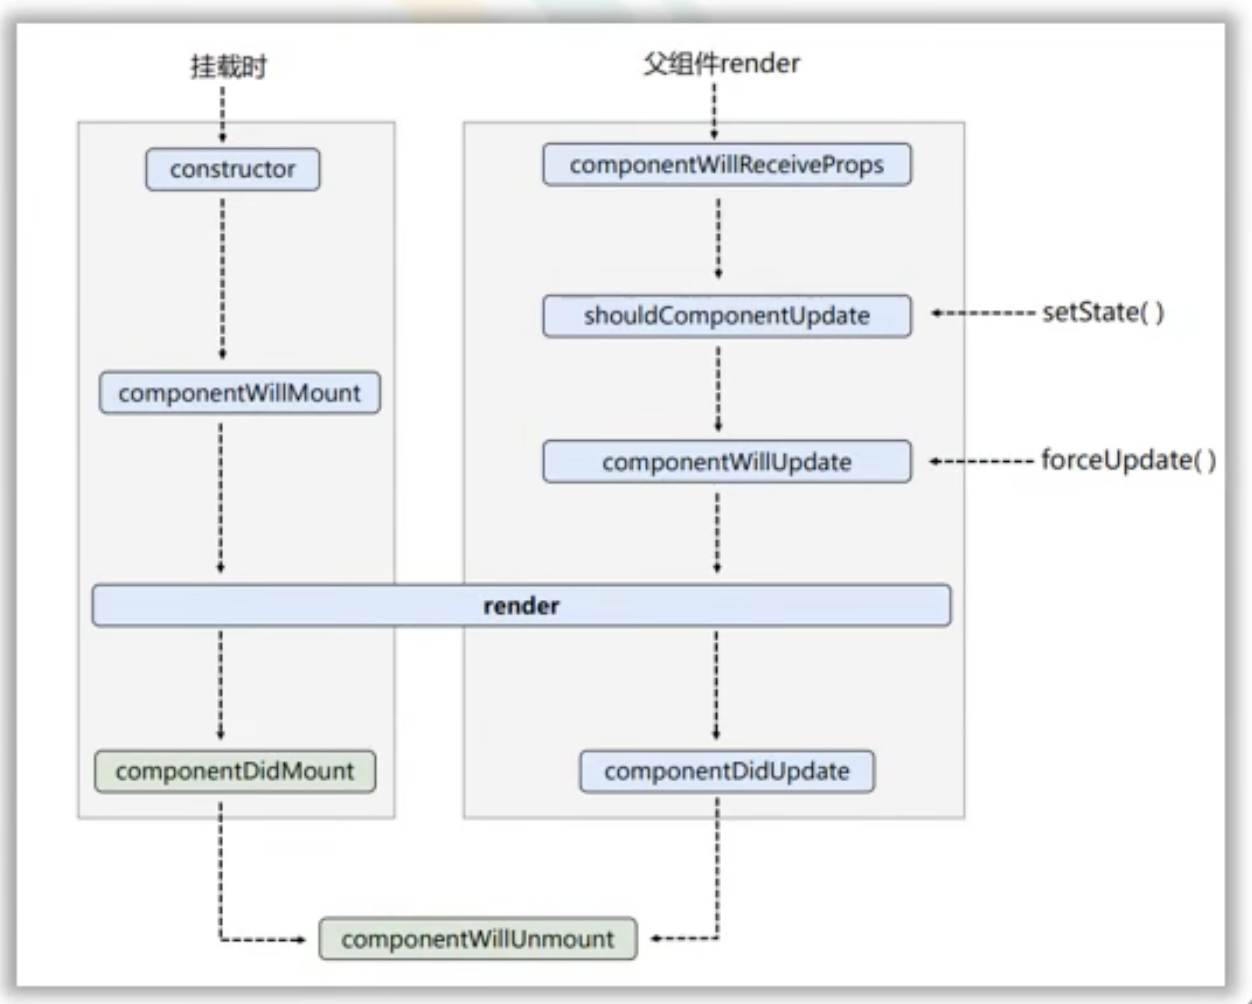 挂载时
constructor
componentWillMount
父组件render
componentWillReceiveProps
shouldComponentUpdate
setState( )
componentWillUpdate
forceUpdate( )
render
componentDidMount
componentDidUpdate
componentWillUnmount